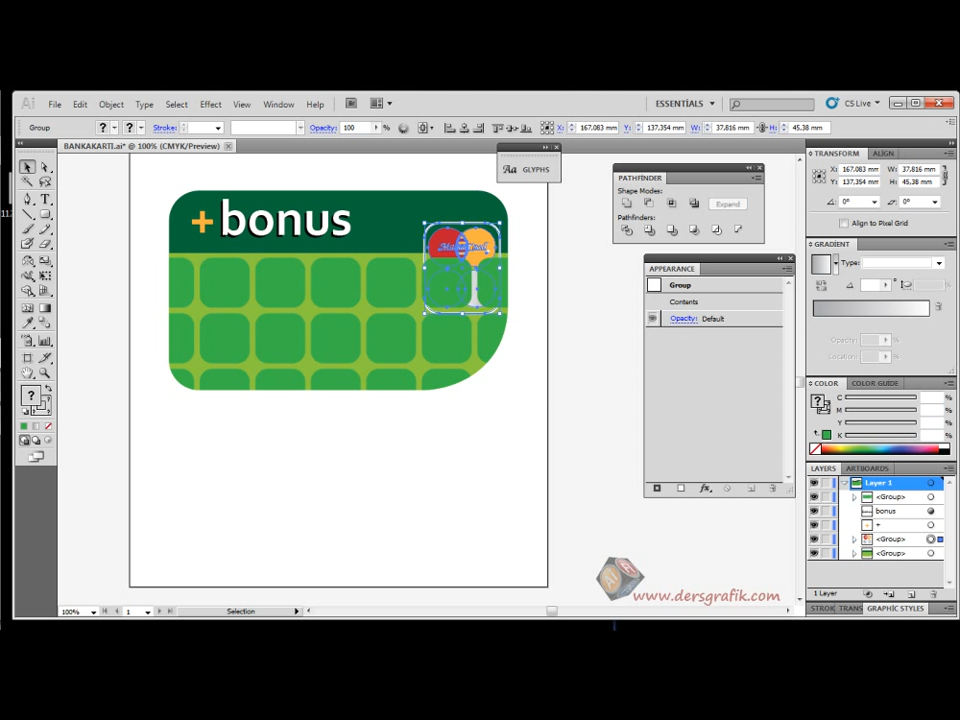 Ai File Edit Object Type Select Effect View Window Help Br ESSENTIALS CS Live
Group ? ? Stroke: Opacity: 100 % X: 167,083 mm Y: 137,354 mm W: 37,816 mm H: 45,38 mm
BANKAKARTI.ai* @ 100% (CMYK/Preview)
Aa GLYPHS
+bonus
PATHFINDER
Shape Modes:
Expand
Pathfinders:
APPEARANCE
Group
Contents
Opacity: Default
fx
TRANSFORM ALIGN
X: 167,083 mm W: 37,816 mm
Y: 137,354 mm H: 45,38 mm
0° 0°
Align to Pixel Grid
GRADIENT
Type:
Opacity: %
Location: %
COLOR COLOR GUIDE
? C %
M %
Y %
K %
LAYERS ARTBOARDS
Layer 1
<Group>
bonus
+
<Group>
<Group>
1 Layer
STROK TRANS GRAPHIC STYLES
?
100% 1 Selection
www.dersgrafik.com